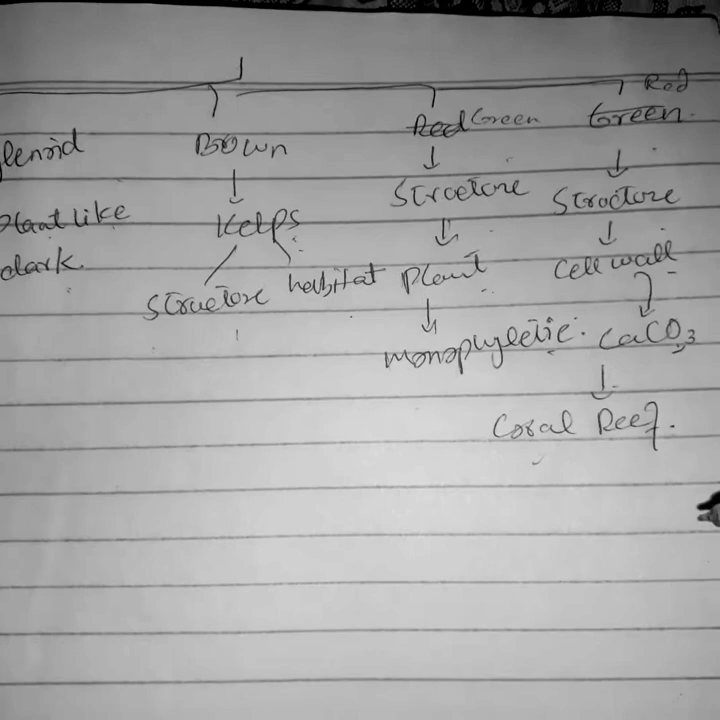 Red
Red Green Green.
lenoid Brown
Structure Structure
Plant like Kelps
dark. Plant Cell wall
Structure habitat
monophyletic. CaCO3
Coral Reef.